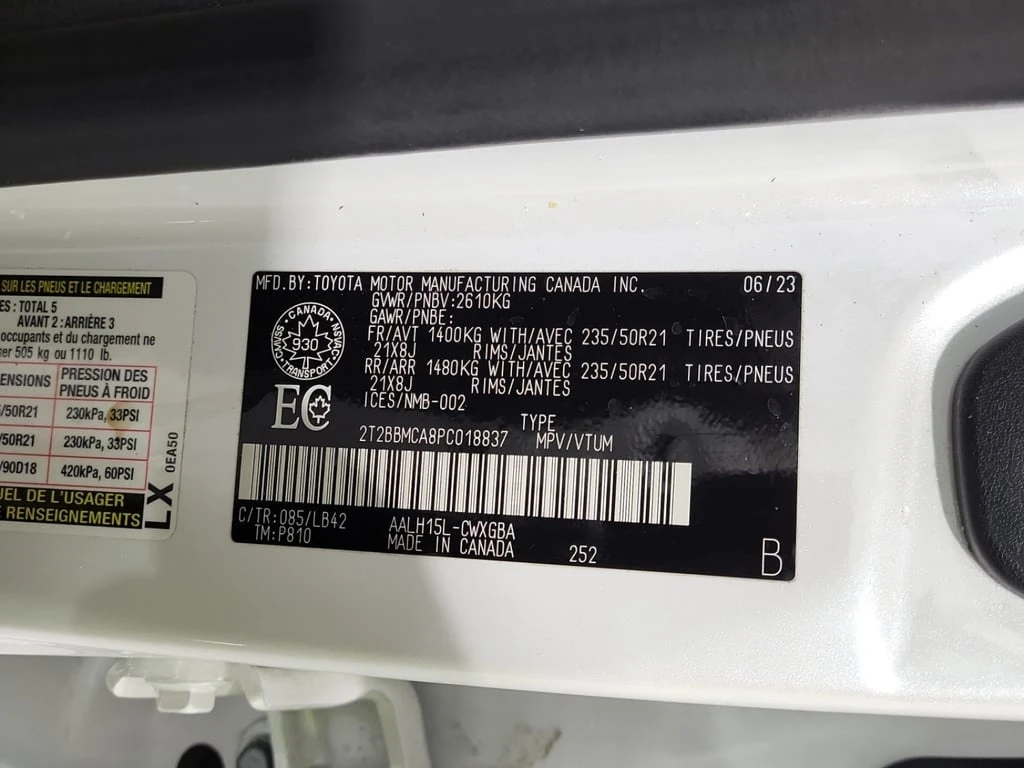 SUR LES PNEUS ET LE CHARGEMENT
TOTAL 5
AVANT 2 : ARRIÈRE 3
occupants et du chargement ne
505 kg ou 1110 lb.
PRESSION DES
PNEUS À FROID
/50R21 230kPa, 33PSI
/50R21 230kPa, 33PSI
/90D18 420kPa, 60PSI
DE L'USAGER
RENSEIGNEMENTS
LX 0EA50
MFD.BY:TOYOTA MOTOR MANUFACTURING CANADA INC. 06/23
GVWR/PNBV:2610KG
GAWR/PNBE:
FR/AVT 1400KG WITH/AVEC 235/50R21 TIRES/PNEUS
21X8J RIMS/JANTES
RR/ARR 1480KG WITH/AVEC 235/50R21 TIRES/PNEUS
21X8J RIMS/JANTES
ICES/NMB-002
CANADA
CMVSS NSVAC
930
TRANSPORT
EC
TYPE
2T2BBMCA8PC018837 MPV/VTUM
C/TR:085/LB42 AALH15L-CWXGBA
TM:P810 MADE IN CANADA 252 B